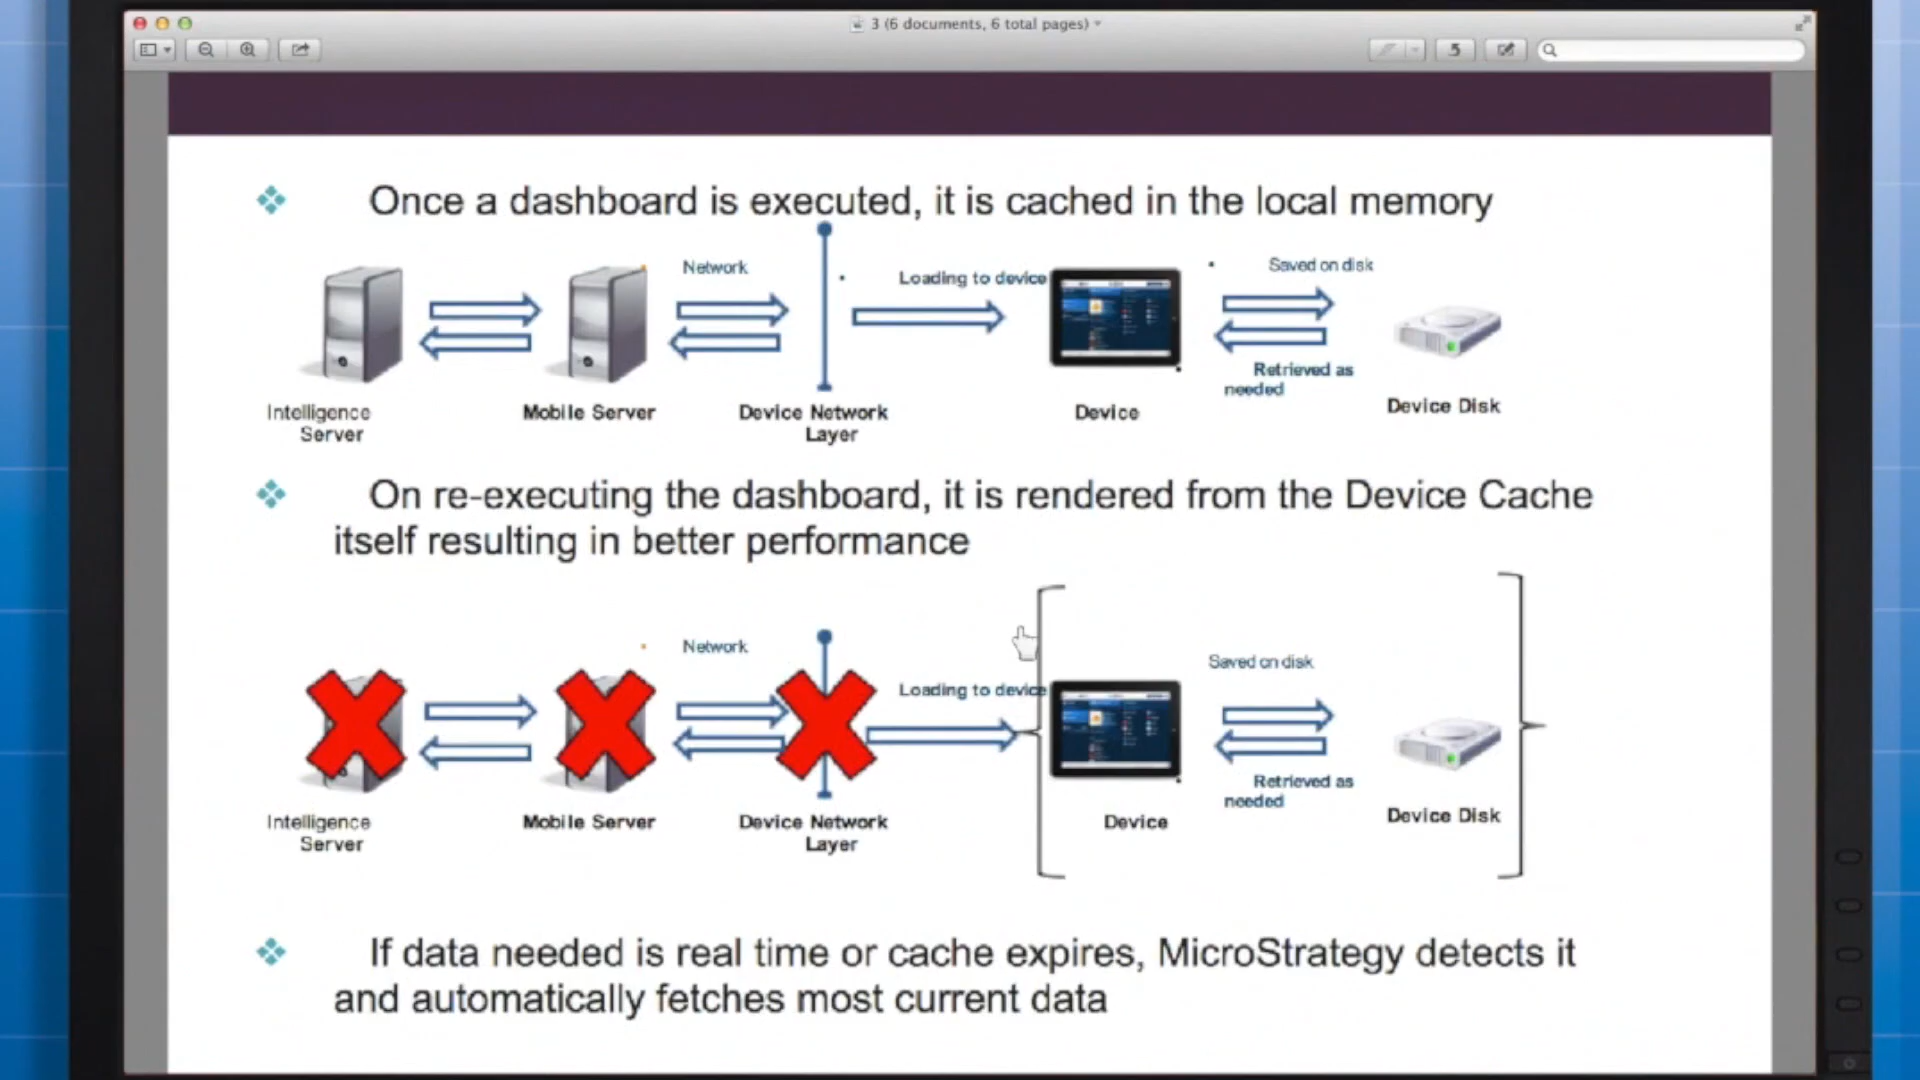 3 (6 documents, 6 total pages)
5
Once a dashboard is executed, it is cached in the local memory
Network
Loading to device
Saved on disk
Retrieved as
needed
Intelligence
Server
Mobile Server
Device Network
Layer
Device
Device Disk
On re-executing the dashboard, it is rendered from the Device Cache
itself resulting in better performance
Network
Loading to device
Saved on disk
Retrieved as
needed
Intelligence
Server
Mobile Server
Device Network
Layer
Device
Device Disk
If data needed is real time or cache expires, MicroStrategy detects it
and automatically fetches most current data